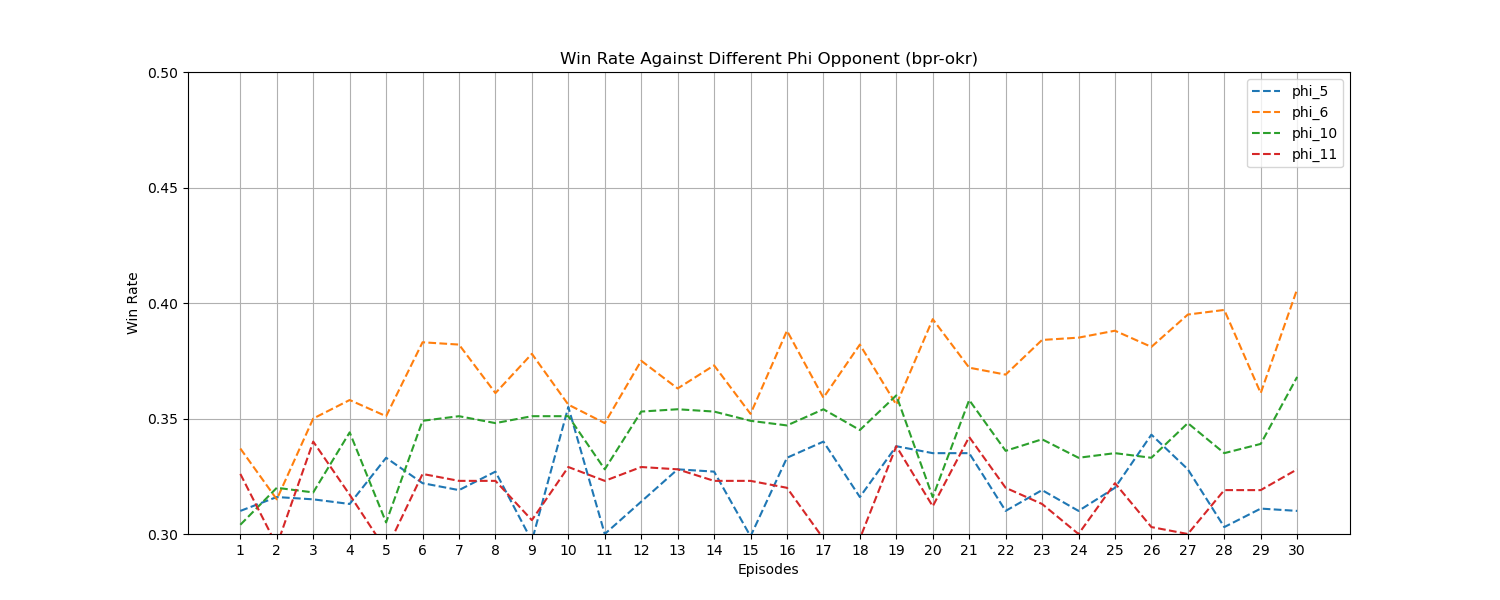 Win Rate Against Different Phi Opponent (bpr-okr)
0.50
0.45
0.40
0.35
0.30
Win Rate
phi_5
phi_6
phi_10
phi_11
1 2 3 4 5 6 7 8 9 10 11 12 13 14 15 16 17 18 19 20 21 22 23 24 25 26 27 28 29 30
Episodes